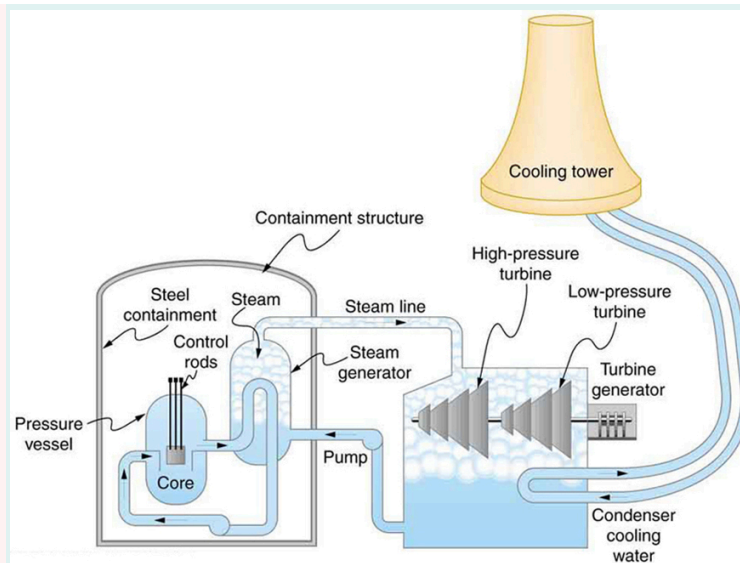 Cooling tower
Containment structure
High-pressure
turbine
Steel
containment
Steam
Steam line
Low-pressure
turbine
Control
rods
Steam
generator
Turbine
generator
Pressure
vessel
Pump
Core
Condenser
cooling
water